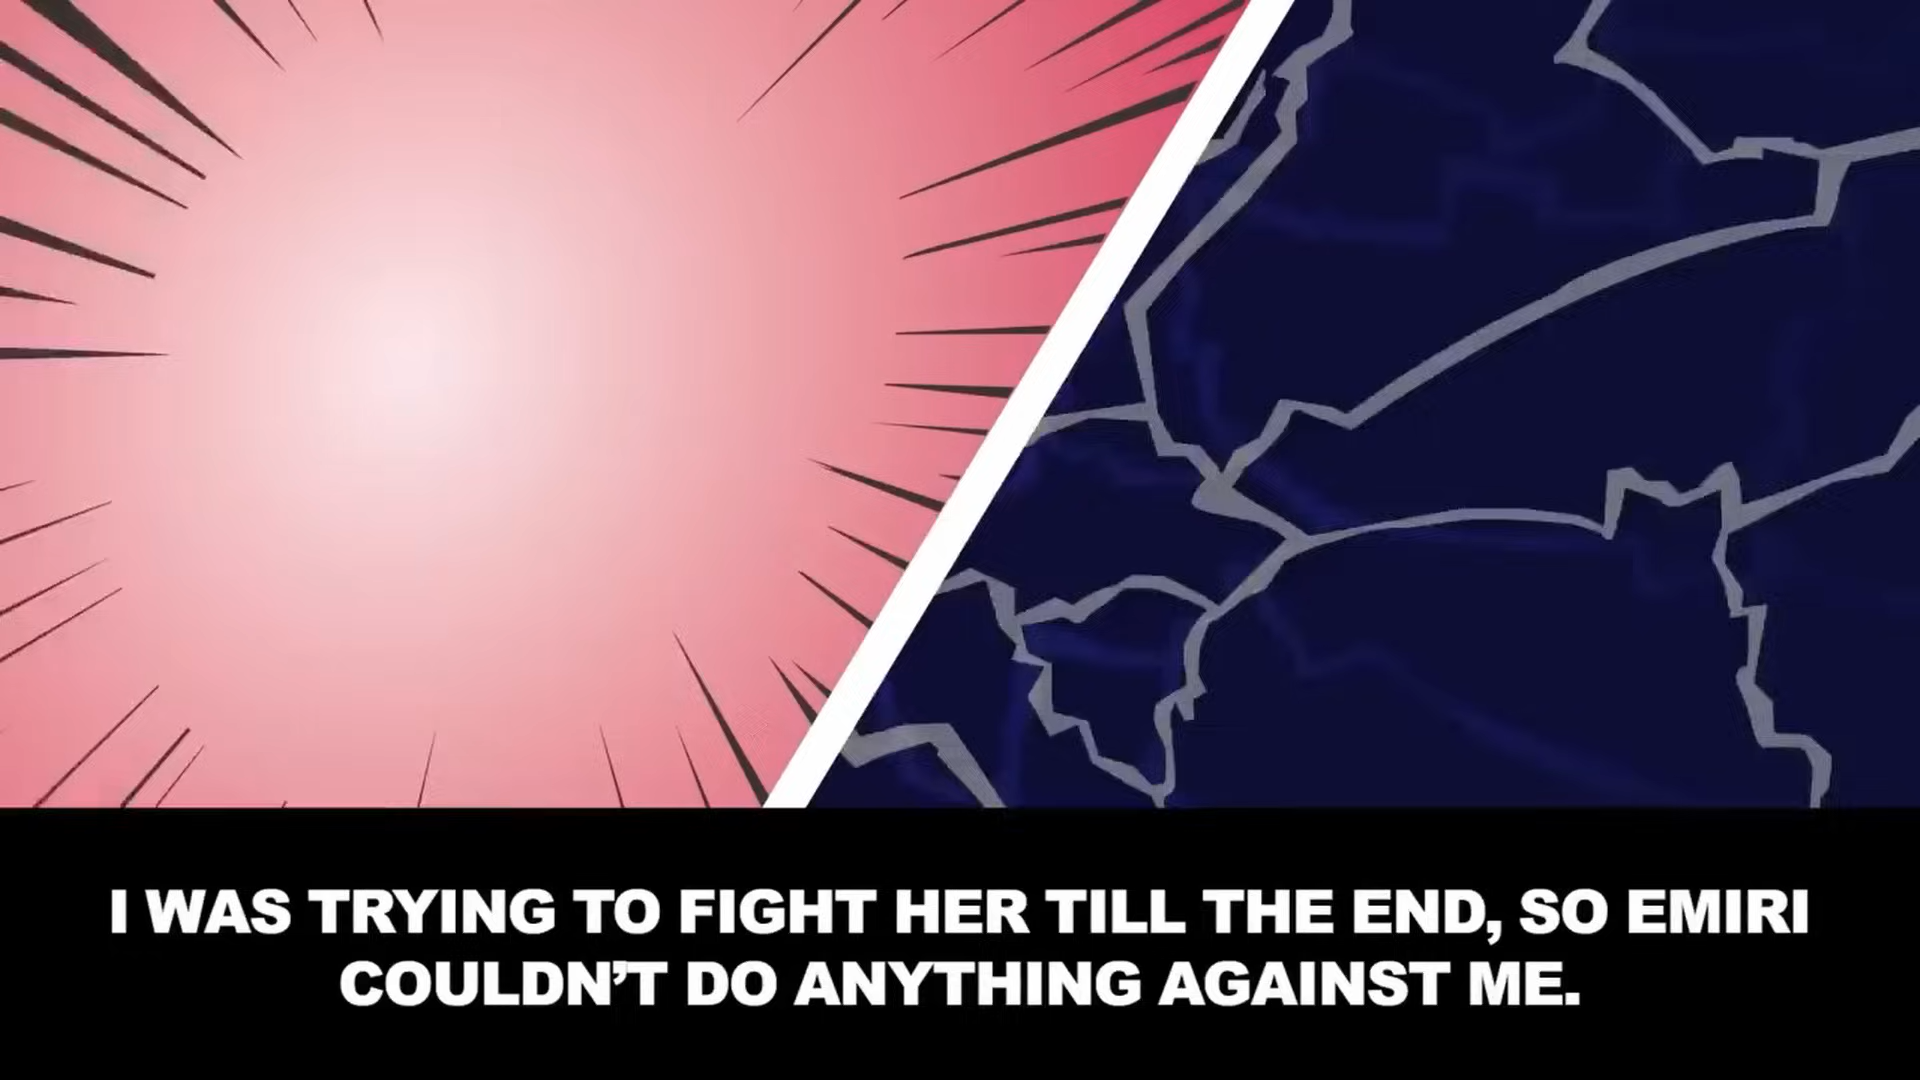 I WAS TRYING TO FIGHT HER TILL THE END, SO EMIRI
COULDN'T DO ANYTHING AGAINST ME.